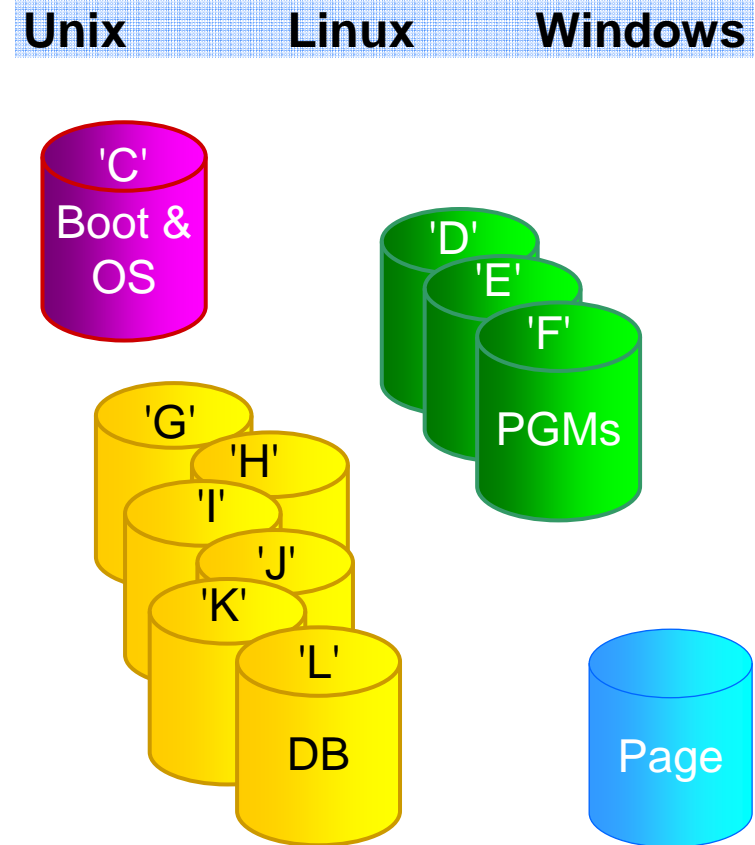 Unix Linux Windows
'C'
Boot &
OS
'D'
'E'
'F'
PGMs
'G'
'H'
'I'
'J'
'K'
'L'
DB
Page